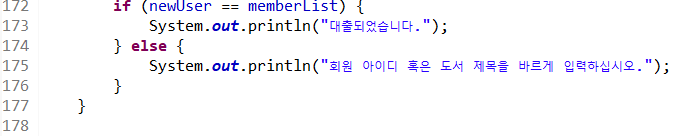 172         if (newUser == memberList) {
173             System.out.println("대출되었습니다.");
174         } else {
175             System.out.println("회원 아이디 혹은 도서 제목을 바르게 입력하십시오.");
176         }
177     }
178